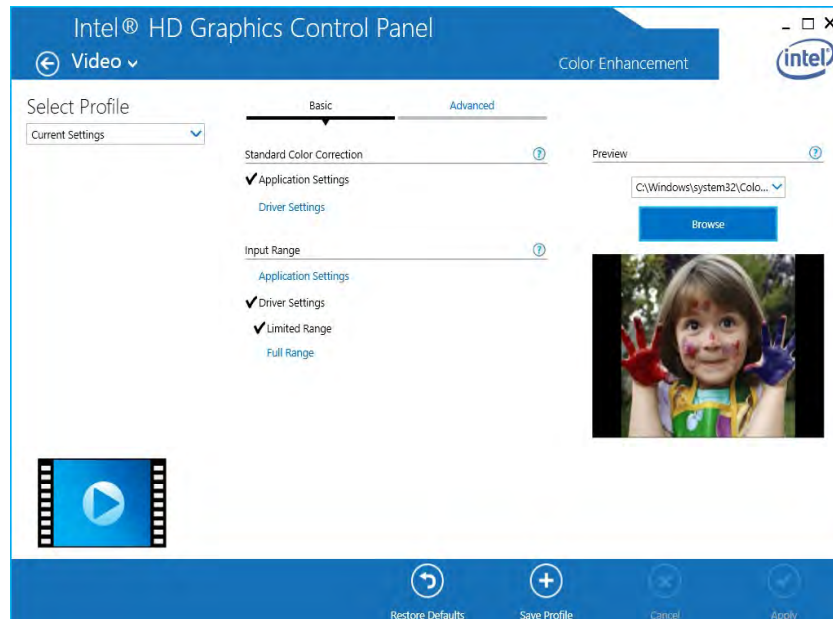 Intel® HD Graphics Control Panel
Video
Color Enhancement
intel
Select Profile
Current Settings
Basic
Advanced
Standard Color Correction
?
Application Settings
Driver Settings
Input Range
?
Application Settings
Driver Settings
Limited Range
Full Range
Preview
?
C:\Windows\system32\Colo...
Browse
Restore Defaults
Save Profile
Cancel
Apply